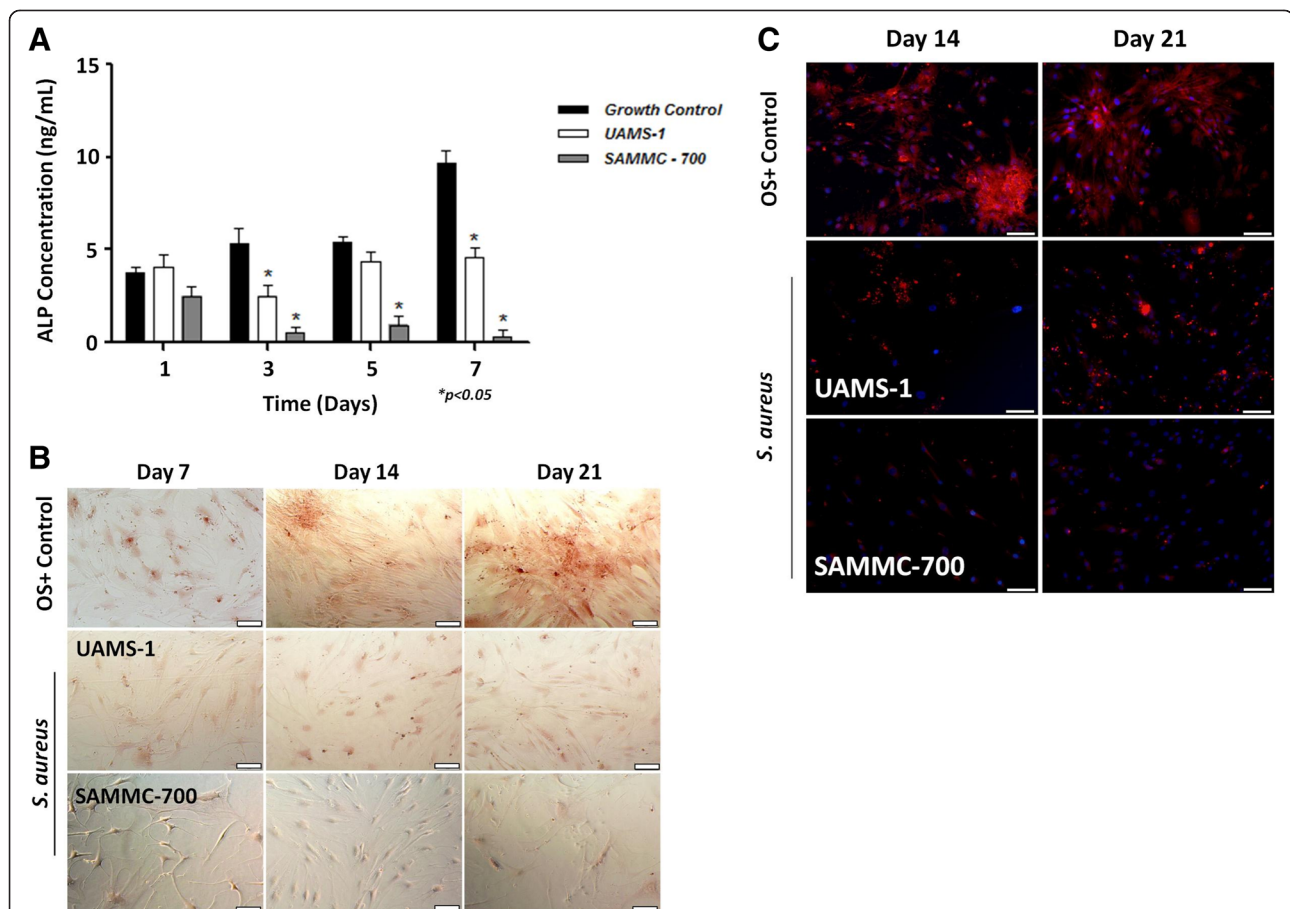 A
15
10
5
0
ALP Concentration (ng/mL)
Growth Control
UAMS-1
SAMMC - 700
*
*
*
*
*
1 3 5 7
Time (Days)
*p<0.05
B
Day 7 Day 14 Day 21
OS+ Control
S. aureus
UAMS-1
SAMMC-700
C
Day 14 Day 21
OS+ Control
S. aureus
UAMS-1
SAMMC-700